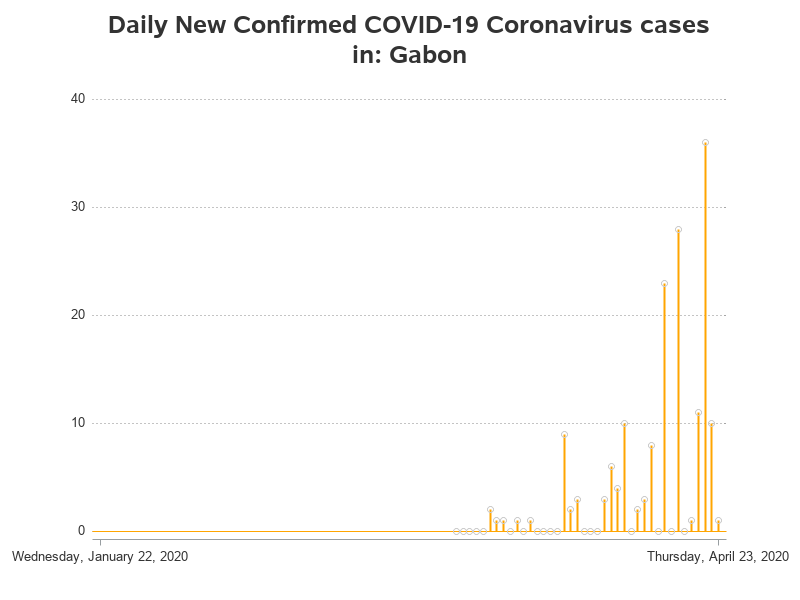 Daily New Confirmed COVID-19 Coronavirus cases
in: Gabon
40
30
20
10
0
Wednesday, January 22, 2020 Thursday, April 23, 2020